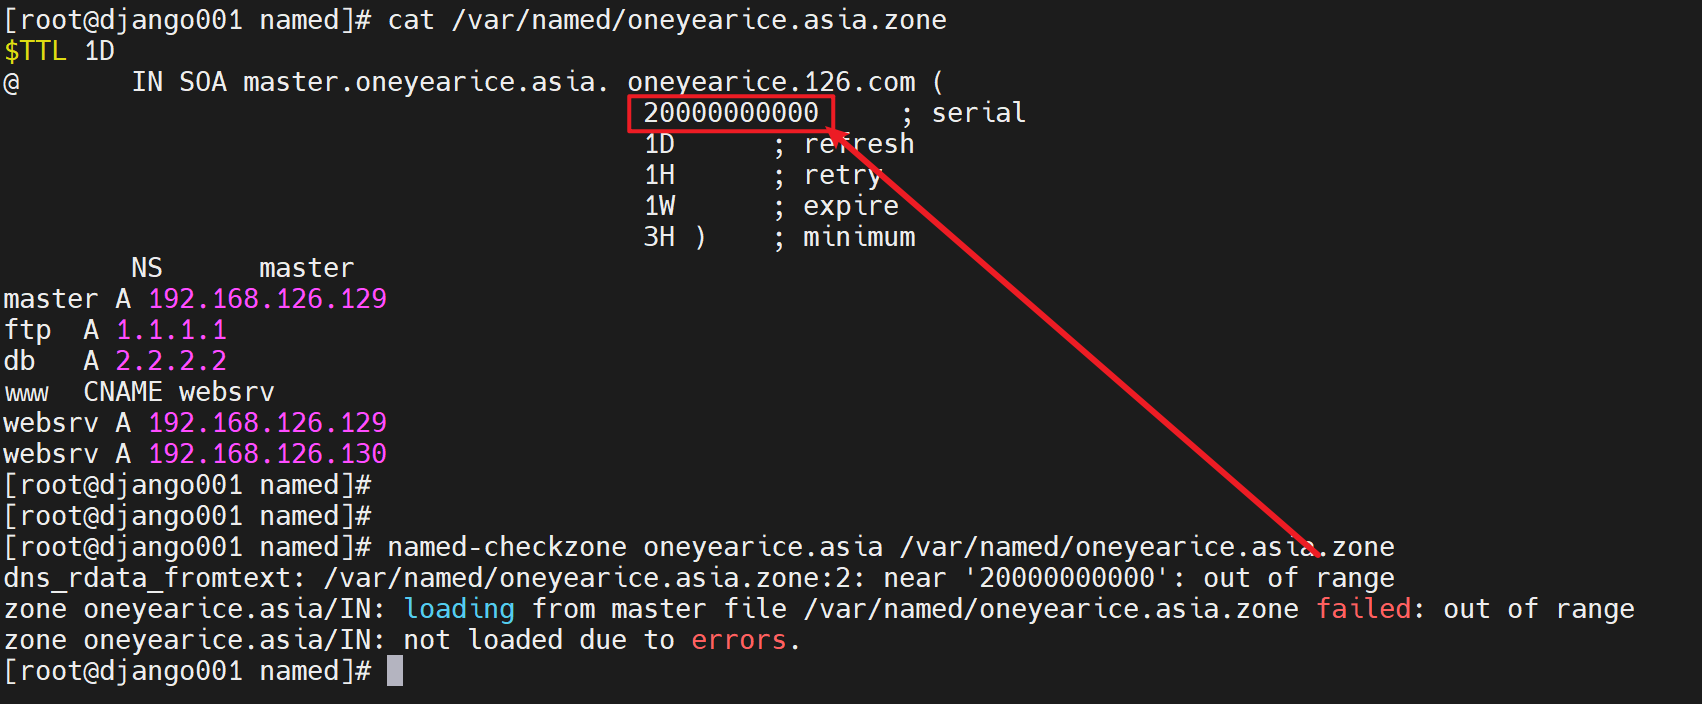 [root@django001 named]# cat /var/named/oneyearice.asia.zone
$TTL 1D
@       IN SOA master.oneyearice.asia. oneyearice.126.com (
                                        20000000000     ; serial
                                        1D      ; refresh
                                        1H      ; retry
                                        1W      ; expire
                                        3H )    ; minimum
        NS      master
master A 192.168.126.129
ftp  A 1.1.1.1
db   A 2.2.2.2
www  CNAME websrv
websrv A 192.168.126.129
websrv A 192.168.126.130
[root@django001 named]#
[root@django001 named]#
[root@django001 named]# named-checkzone oneyearice.asia /var/named/oneyearice.asia.zone
dns_rdata_fromtext: /var/named/oneyearice.asia.zone:2: near '20000000000': out of range
zone oneyearice.asia/IN: loading from master file /var/named/oneyearice.asia.zone failed: out of range
zone oneyearice.asia/IN: not loaded due to errors.
[root@django001 named]#